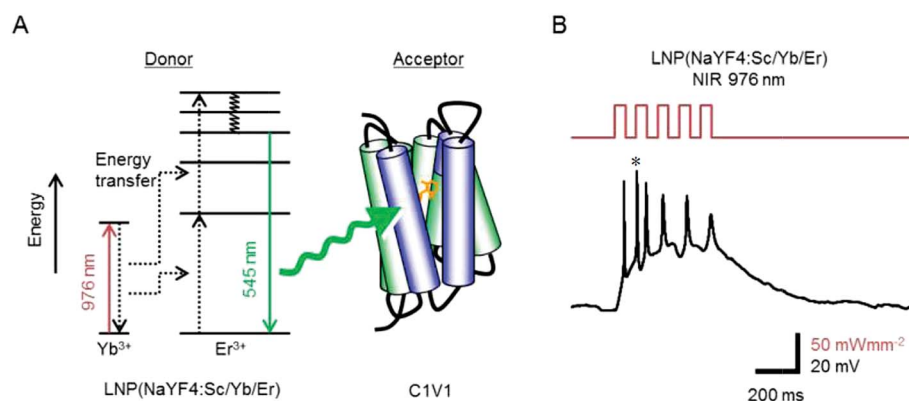 A
Donor
Acceptor
Energy
Energy
transfer
976 nm
545 nm
Yb³⁺
Er³⁺
LNP(NaYF4:Sc/Yb/Er)
C1V1
B
LNP(NaYF4:Sc/Yb/Er)
NIR 976 nm
*
50 mWmm⁻²
20 mV
200 ms